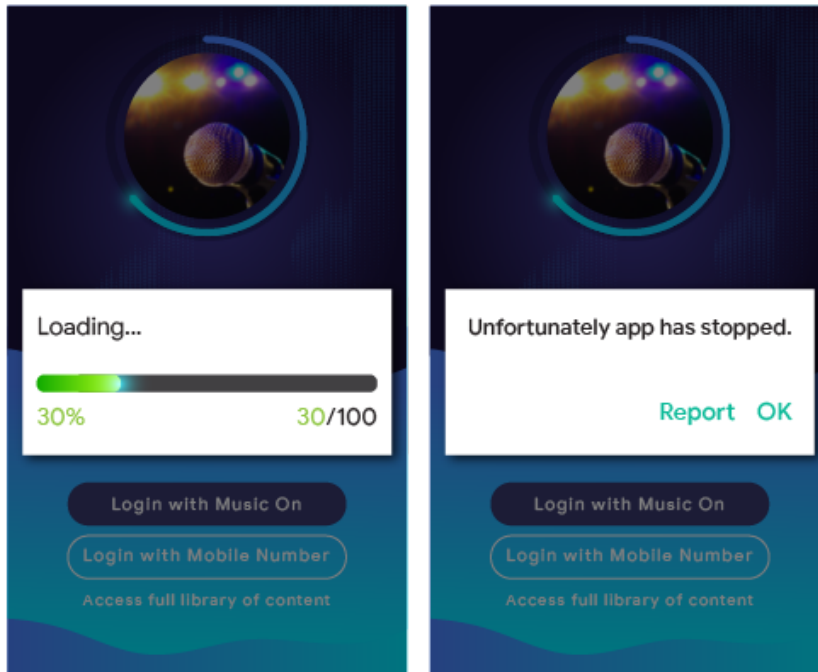 Loading...
30% 30/100
Login with Music On
Login with Mobile Number
Access full library of content
Unfortunately app has stopped.
Report OK
Login with Music On
Login with Mobile Number
Access full library of content